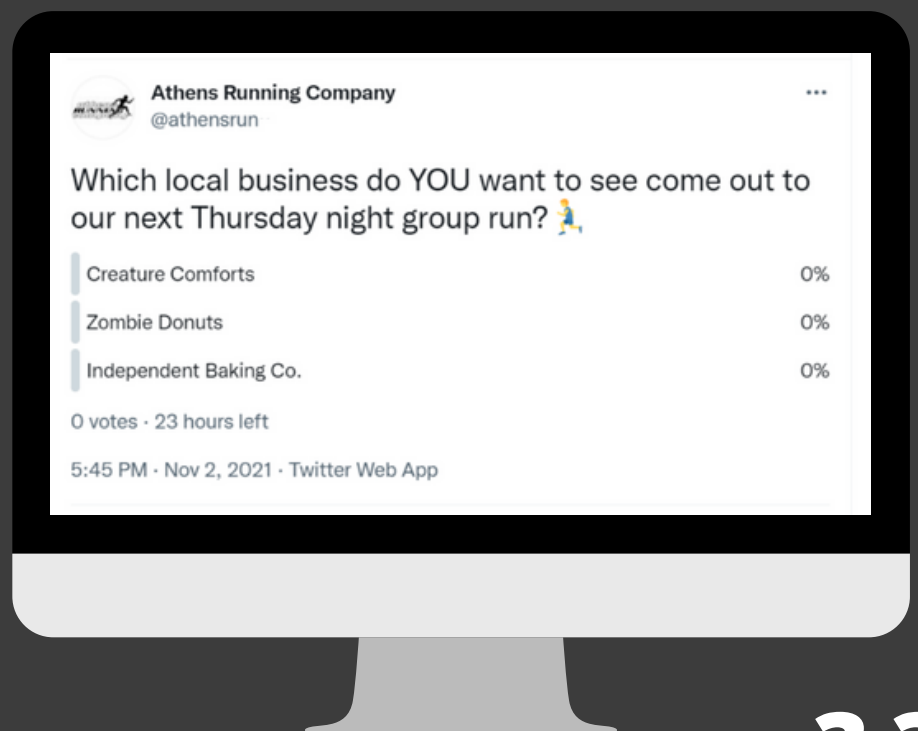 Athens Running Company
@athensrun
Which local business do YOU want to see come out to
our next Thursday night group run? 🏃
Creature Comforts 0%
Zombie Donuts 0%
Independent Baking Co. 0%
0 votes · 23 hours left
5:45 PM · Nov 2, 2021 · Twitter Web App